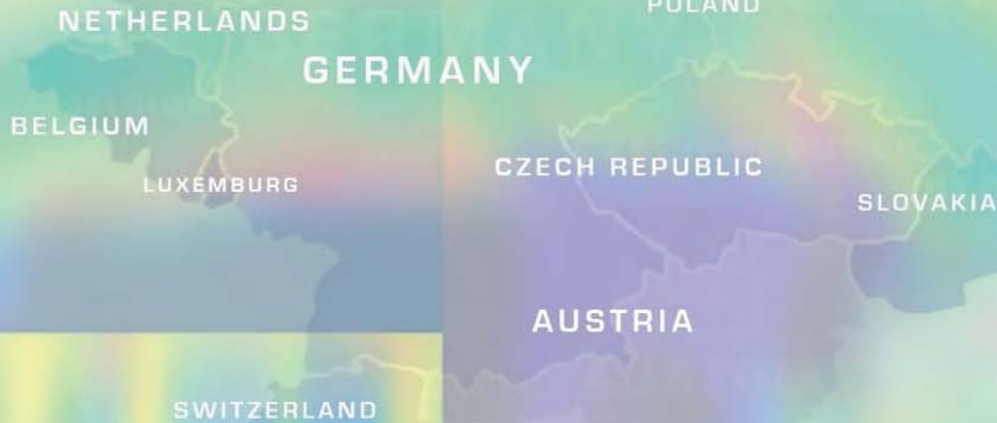 POLAND
NETHERLANDS
GERMANY
BELGIUM
CZECH REPUBLIC
LUXEMBURG
SLOVAKIA
AUSTRIA
SWITZERLAND